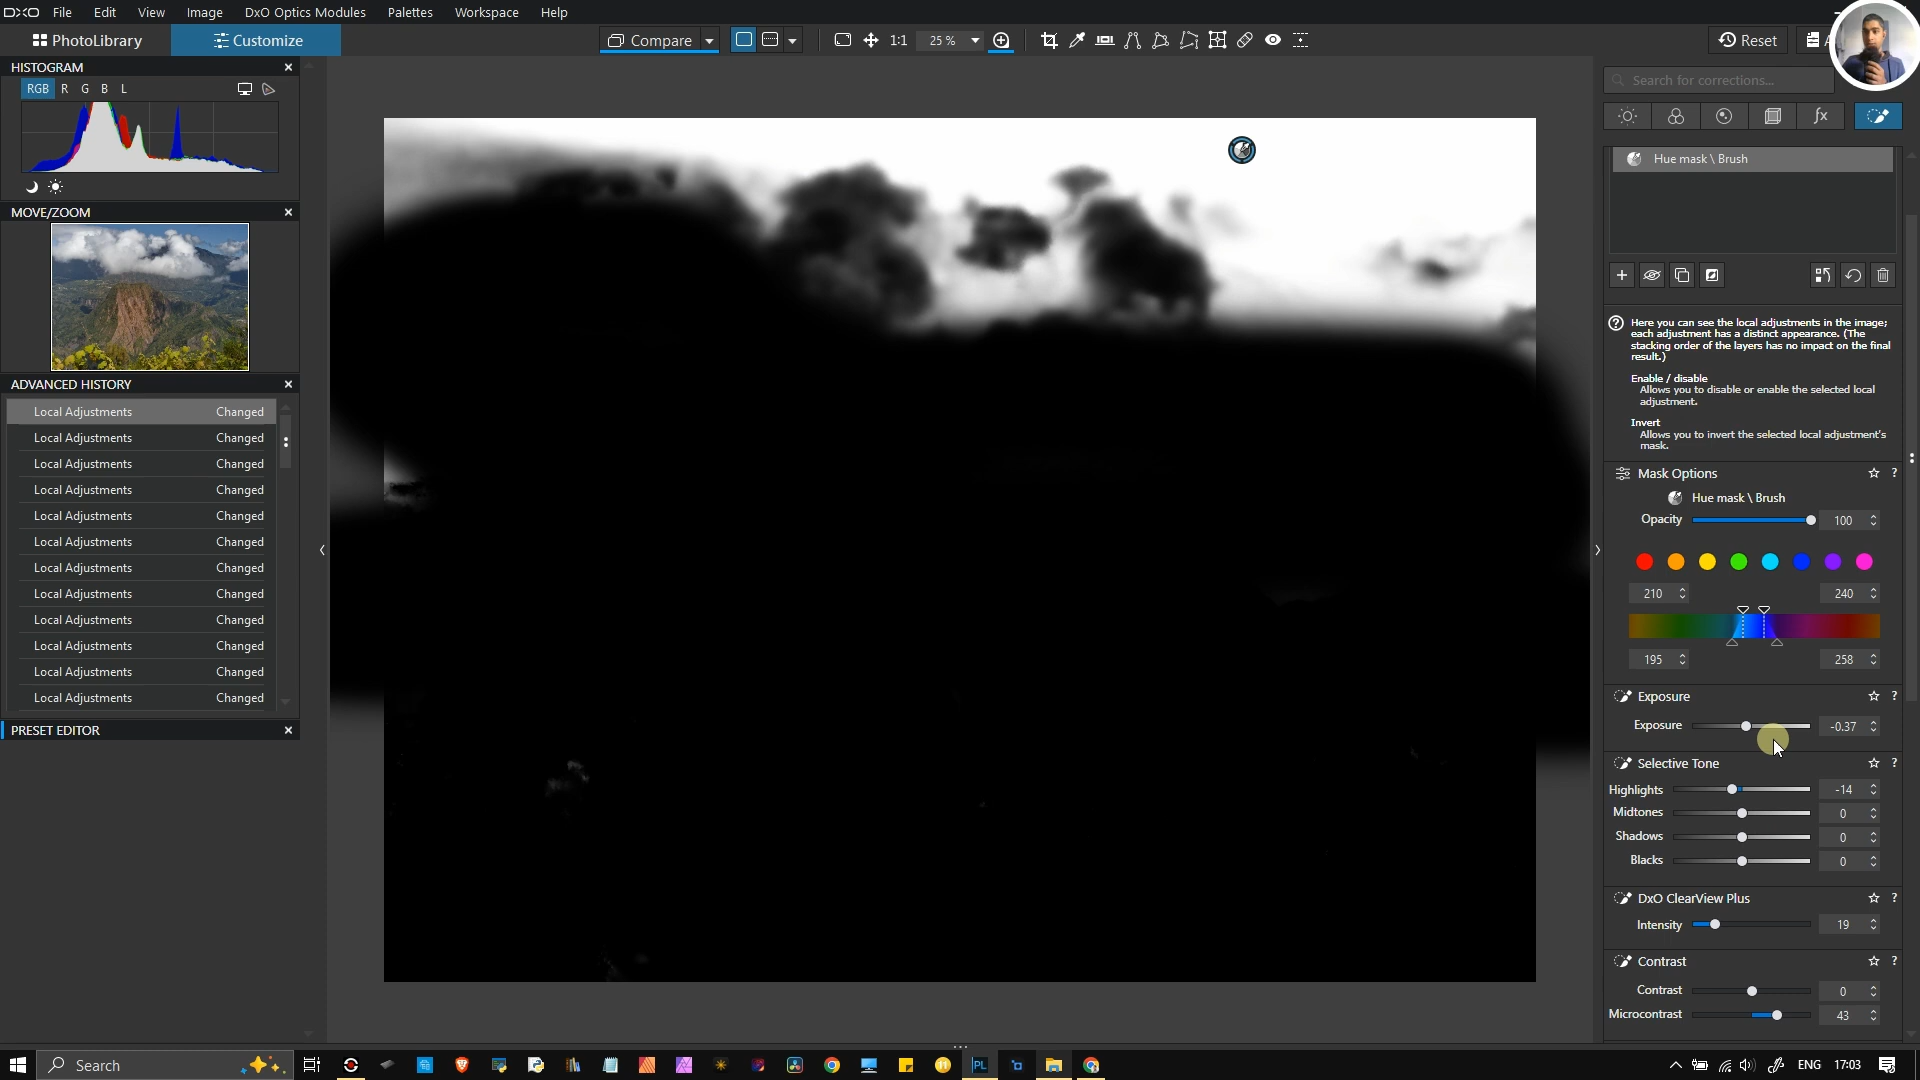 DXO File Edit View Image DxO Optics Modules Palettes Workspace Help
PhotoLibrary Customize Compare 1:1 25 % Reset
HISTOGRAM
RGB R G B L
MOVE/ZOOM
ADVANCED HISTORY
Local Adjustments Changed
Local Adjustments Changed
Local Adjustments Changed
Local Adjustments Changed
Local Adjustments Changed
Local Adjustments Changed
Local Adjustments Changed
Local Adjustments Changed
Local Adjustments Changed
Local Adjustments Changed
Local Adjustments Changed
Local Adjustments Changed
PRESET EDITOR
Search for corrections...
fx
Hue mask \ Brush
Here you can see the local adjustments in the image;
each adjustment has a distinct appearance. (The
stacking order of the layers has no impact on the final
result.)
Enable / disable
Allows you to disable or enable the selected local
adjustment.
Invert
Allows you to invert the selected local adjustment's
mask.
Mask Options ?
Hue mask \ Brush
Opacity 100
210 240
195 258
Exposure ?
Exposure -0.37
Selective Tone ?
Highlights -14
Midtones 0
Shadows 0
Blacks 0
DxO ClearView Plus ?
Intensity 19
Contrast ?
Contrast 0
Microcontrast 43
Search PL ENG 17:03